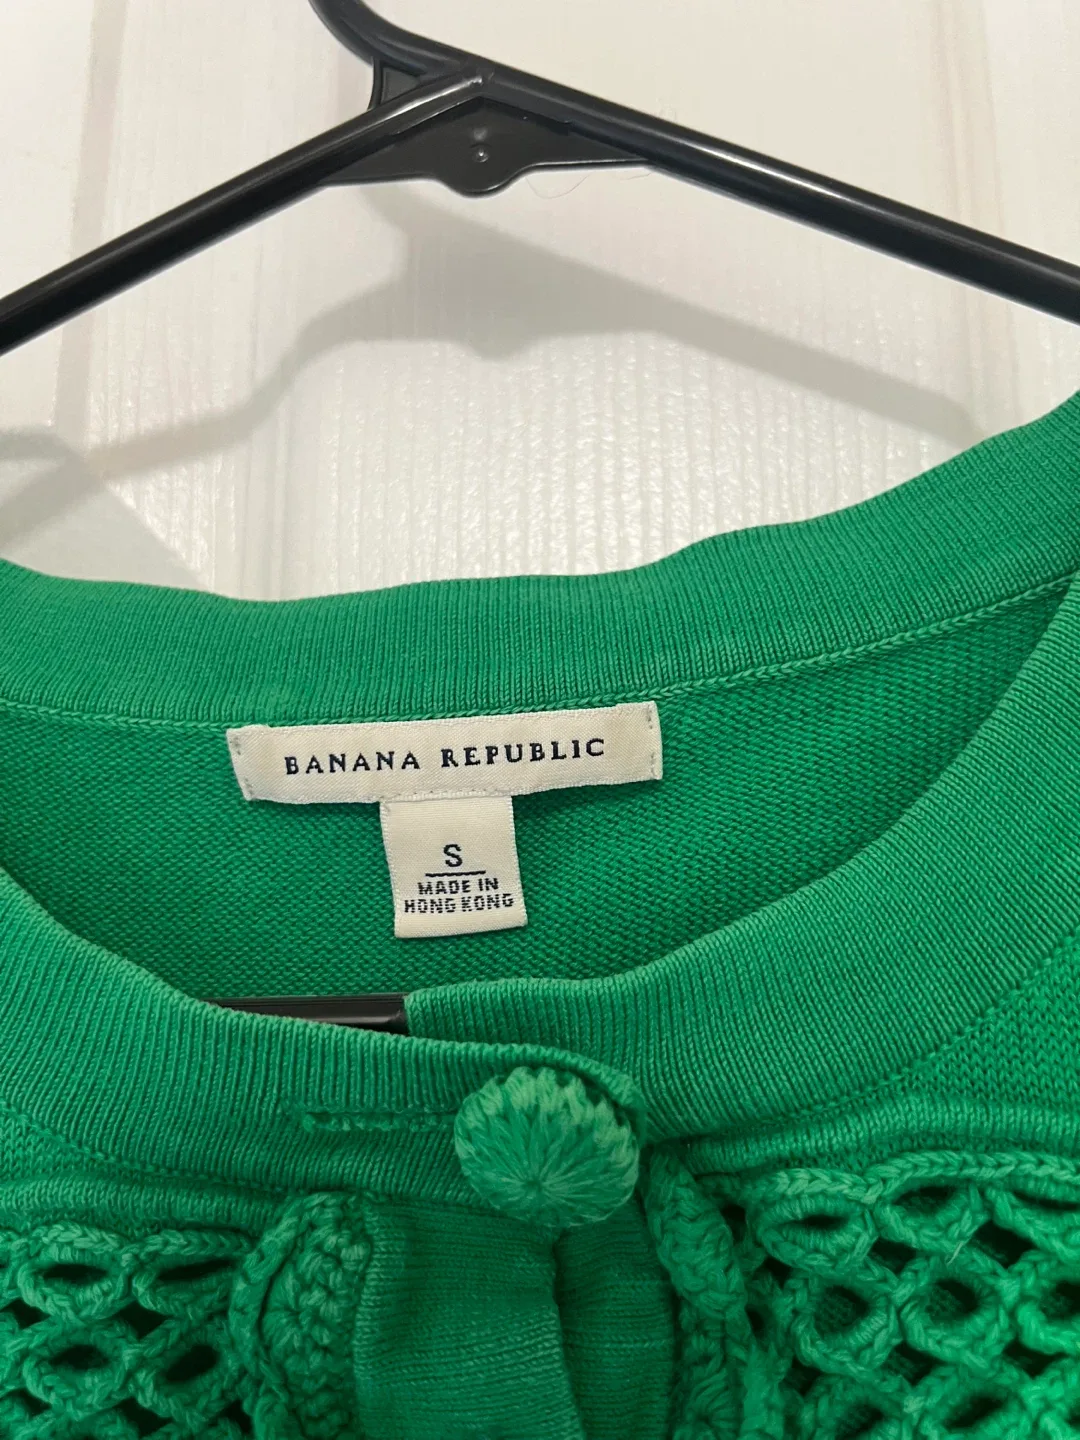 BANANA REPUBLIC
S
MADE IN
HONG KONG